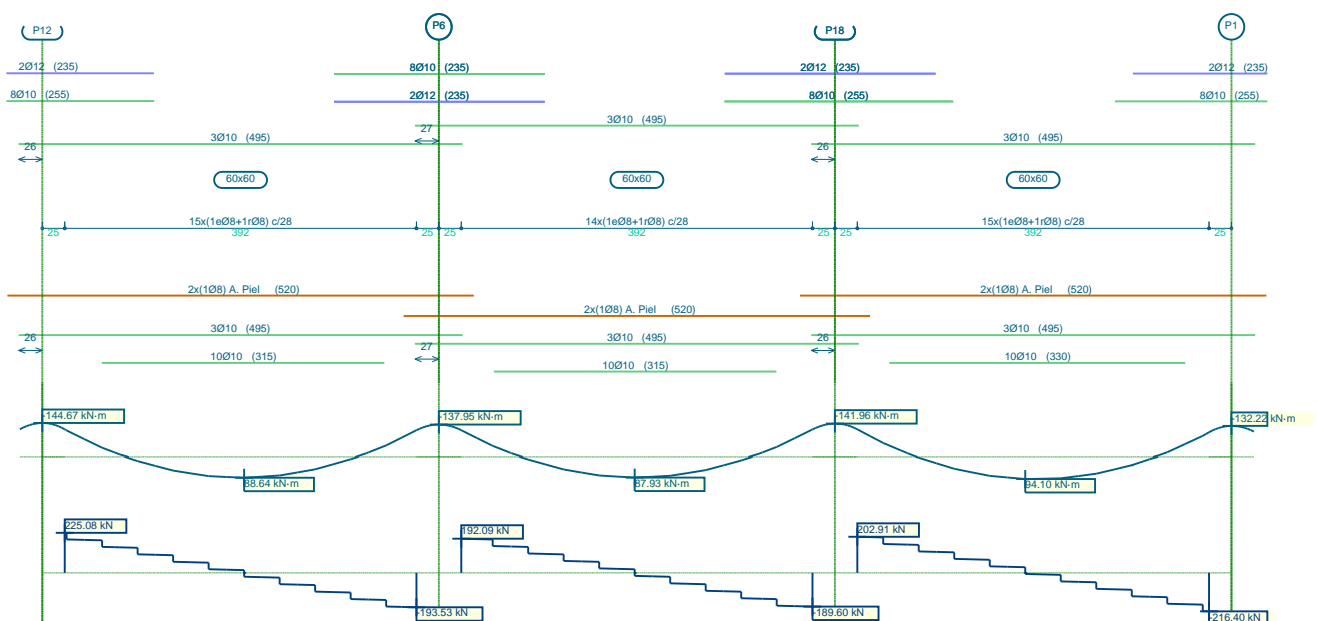 P12 P6 P18 P1
2Ø12 (235) 8Ø10 (235) 2Ø12 (235) 2Ø12 (235)
8Ø10 (255) 2Ø12 (235) 8Ø10 (255) 8Ø10 (255)
3Ø10 (495)
27
3Ø10 (495) 3Ø10 (495)
26 26
60x60 60x60 60x60
15x(1eØ8+1rØ8) c/28 14x(1eØ8+1rØ8) c/28 15x(1eØ8+1rØ8) c/28
25 392 25 25 392 25 25 392 25
2x(1Ø8) A. Piel (520) 2x(1Ø8) A. Piel (520)
2x(1Ø8) A. Piel (520)
3Ø10 (495) 3Ø10 (495)
26 3Ø10 (495) 26
27
10Ø10 (315) 10Ø10 (330)
10Ø10 (315)
-144.67 kN·m -137.95 kN·m -141.96 kN·m -132.22 kN·m
88.64 kN·m 87.93 kN·m 94.10 kN·m
225.08 kN 192.09 kN 202.91 kN
-193.53 kN -189.60 kN -216.40 kN